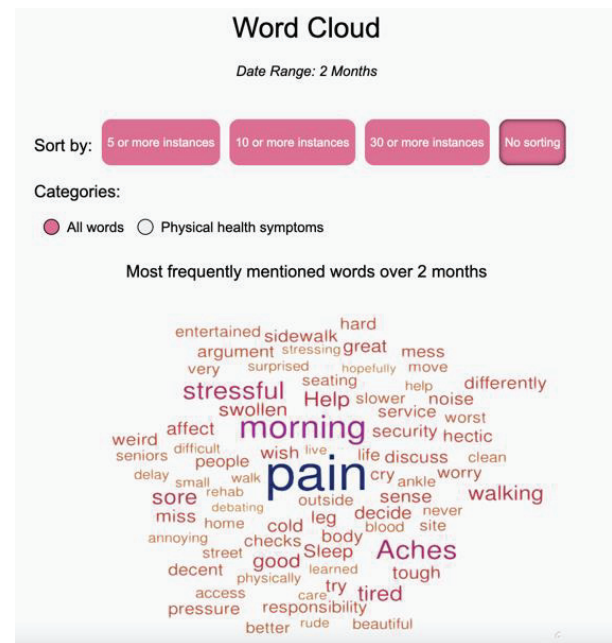 Word Cloud
Date Range: 2 Months
Sort by: 5 or more instances 10 or more instances 30 or more instances No sorting
Categories:
All words Physical health symptoms
Most frequently mentioned words over 2 months
hard
entertained sidewalk
argument stressing great mess
very surprised hopefully move
seating help differently
stressful Help slower noise
swollen service worst
affect morning security hectic
weird difficult wish live life discuss clean
seniors people pain cry ankle worry
delay small walk
sore rehab outside sense walking
debating
miss home cold leg decide never
blood site
annoying checks body
street Sleep Aches
decent good learned tough
physically
access care try tired
pressure responsibility
better rude beautiful